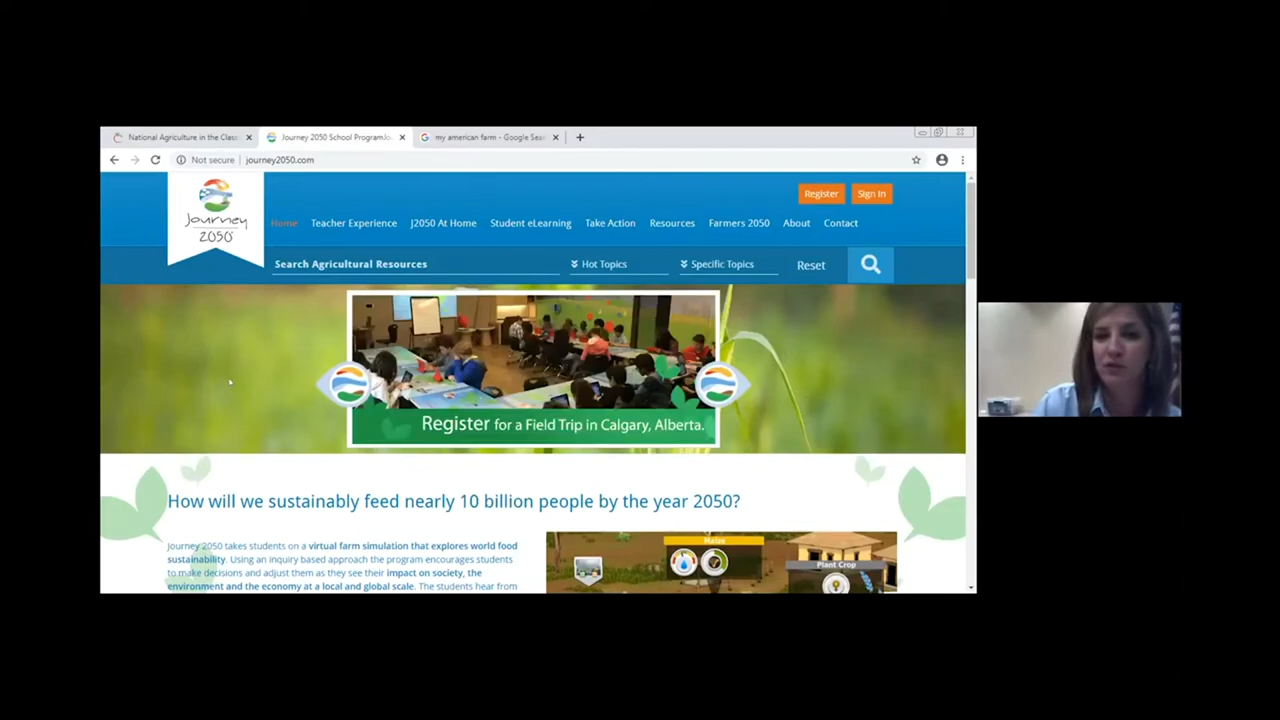 National Agriculture in the Class
Journey 2050 School ProgramJo
my american farm - Google Sea
Not secure
journey2050.com
Register
Sign In
Journey
2050
Home
Teacher Experience
J2050 At Home
Student eLearning
Take Action
Resources
Farmers 2050
About
Contact
Search Agricultural Resources
Hot Topics
Specific Topics
Reset
Register for a Field Trip in Calgary, Alberta.
How will we sustainably feed nearly 10 billion people by the year 2050?
Journey 2050 takes students on a virtual farm simulation that explores world food
sustainability. Using an inquiry based approach the program encourages students
to make decisions and adjust them as they see their impact on society, the
environment and the economy at a local and global scale. The students hear from
Maize
Plant Crop